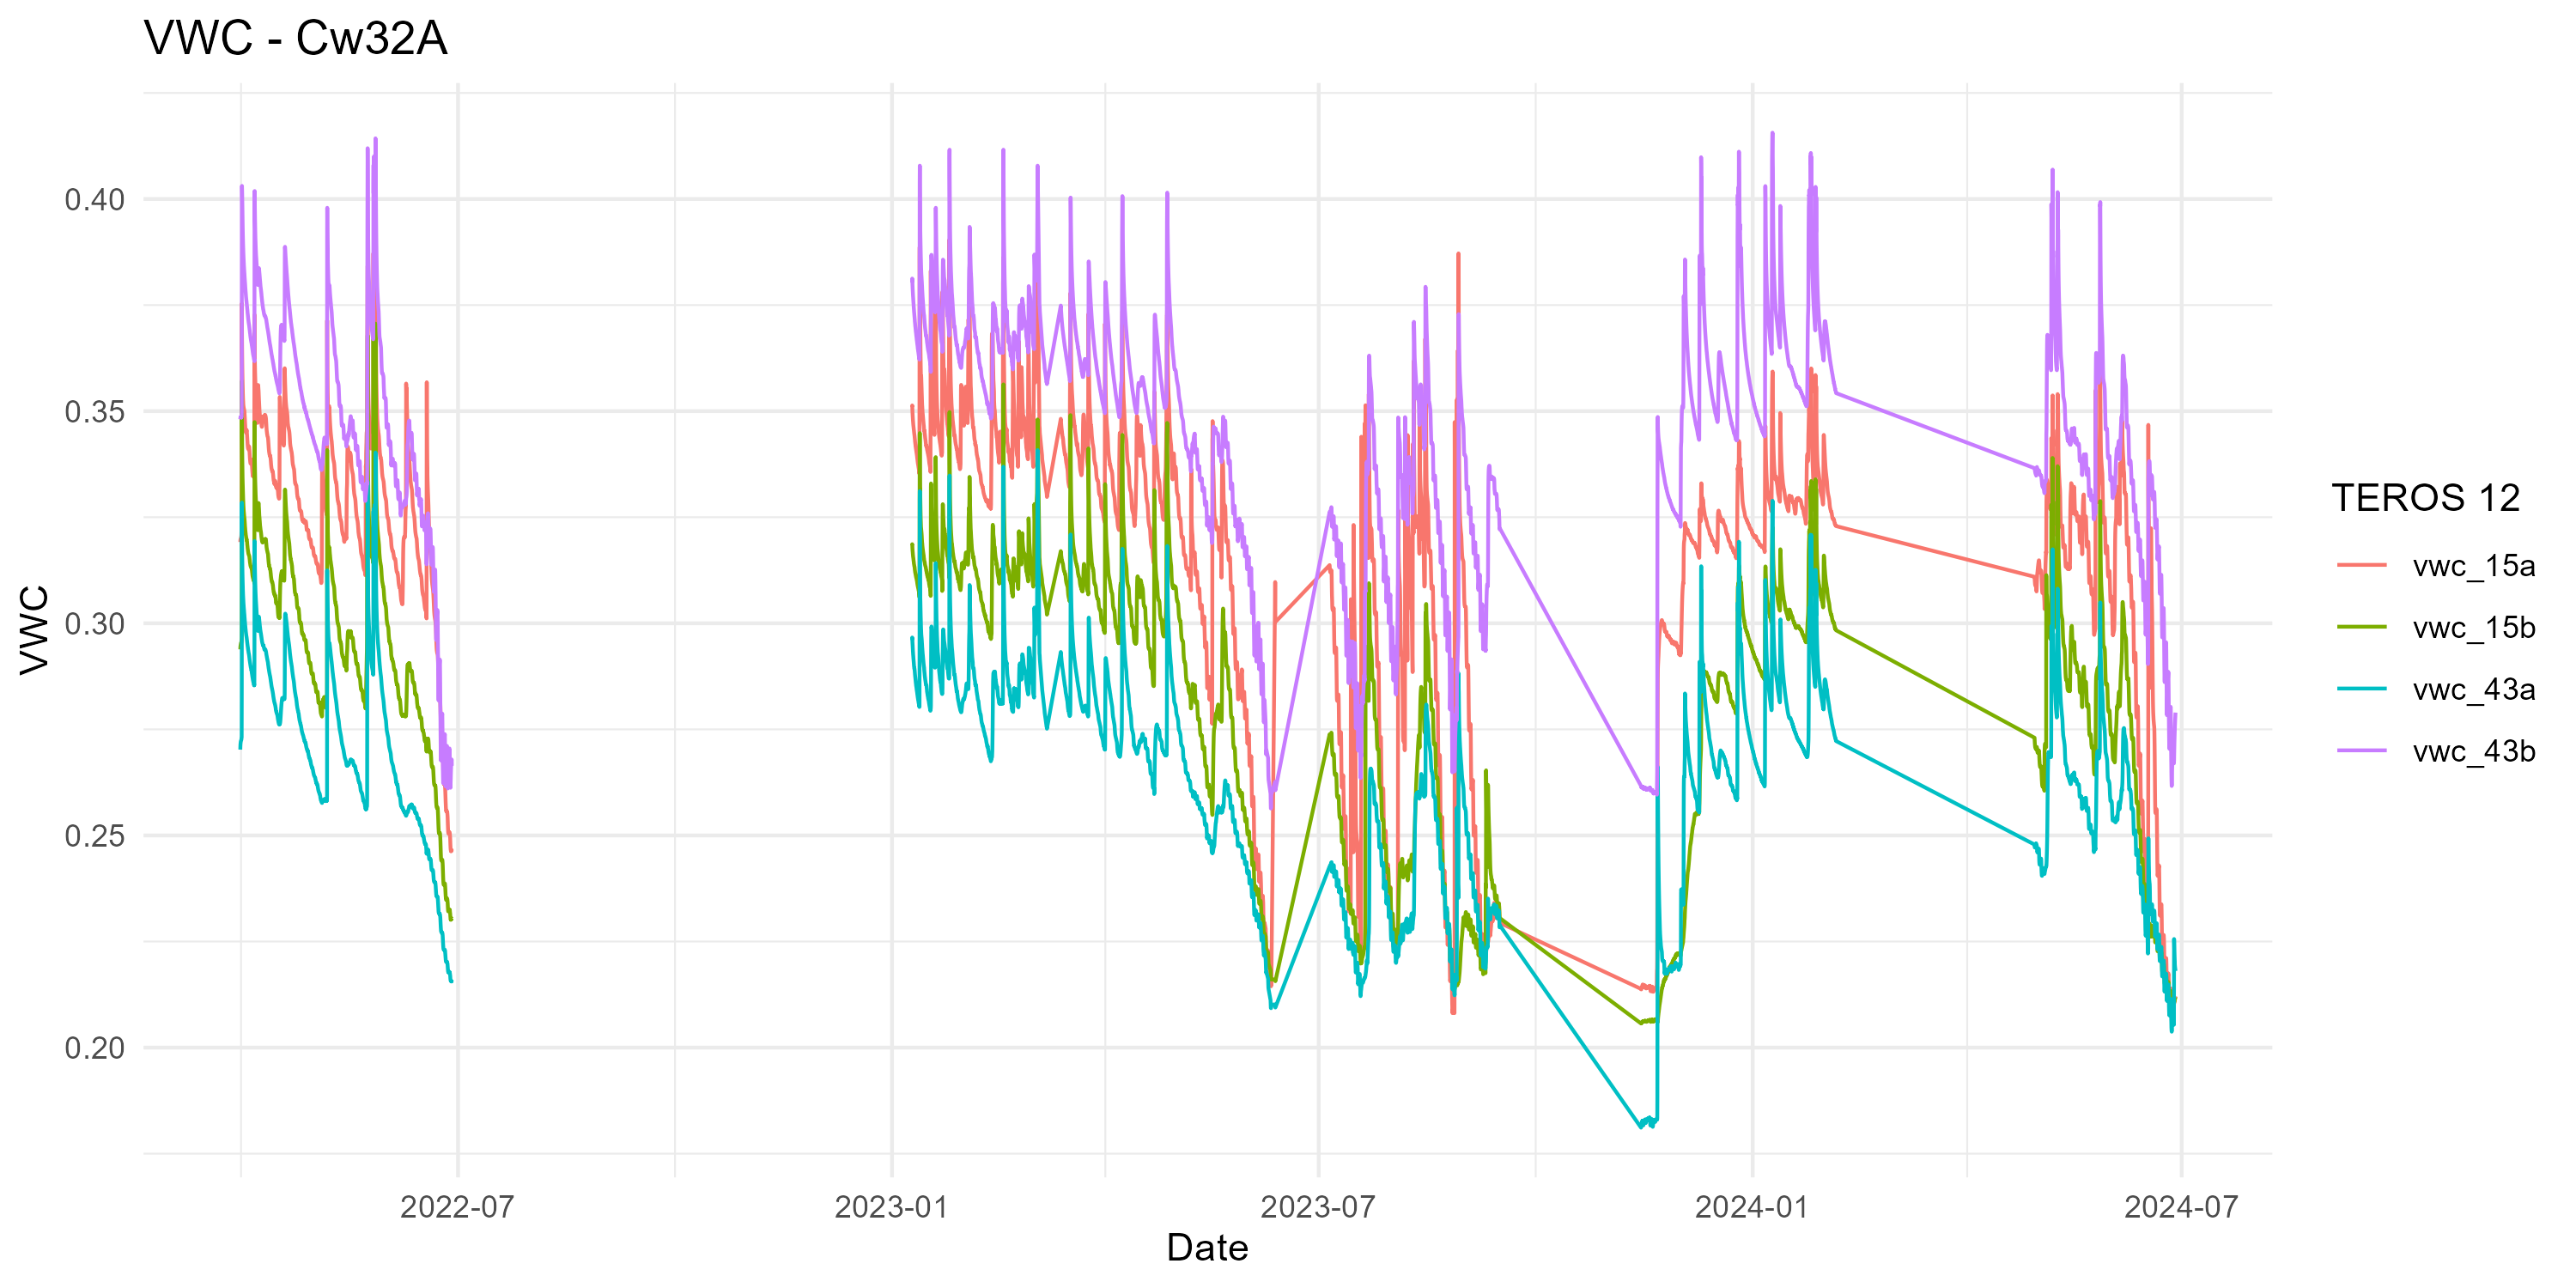 VWC - Cw32A
0.40
0.35
0.30
0.25
0.20
VWC
2022-07
2023-01
2023-07
2024-01
2024-07
Date
TEROS 12
vwc_15a
vwc_15b
vwc_43a
vwc_43b